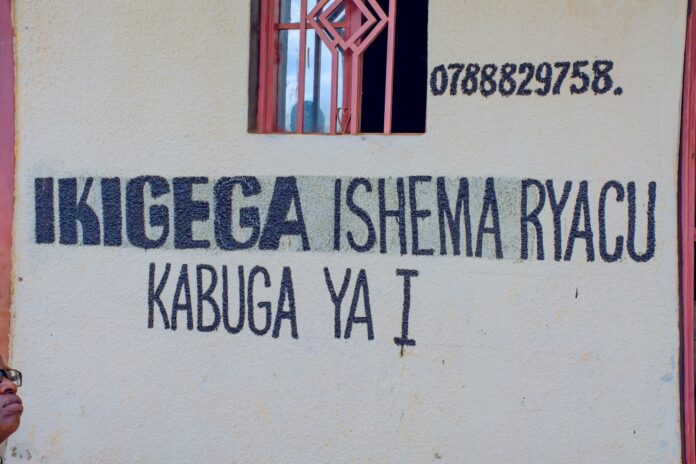 0788829758.
IKIGEGA ISHEMA RYACU
KABUGA YA I